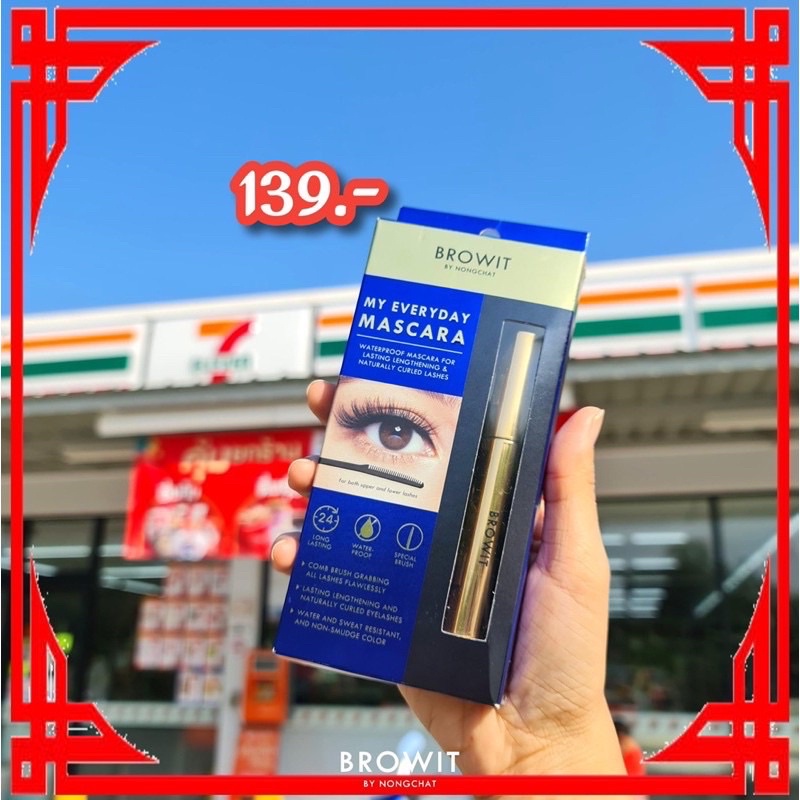 139.-
BROWIT
BY NONGCHAT
MY EVERYDAY
MASCARA
WATERPROOF MASCARA FOR
LASTING LENGTHENING &
NATURALLY CURLED LASHES
For both upper and lower lashes
24
LONG
LASTING
WATER-
PROOF
SPECIAL
BRUSH
COMB BRUSH GRABBING
ALL LASHES FLAWLESSLY
LASTING LENGTHENING AND
NATURALLY CURLED EYELASHES
WATER AND SWEAT RESISTANT,
AND NON-SMUDGE COLOR
BROWIT
7
BROWIT
BY NONGCHAT